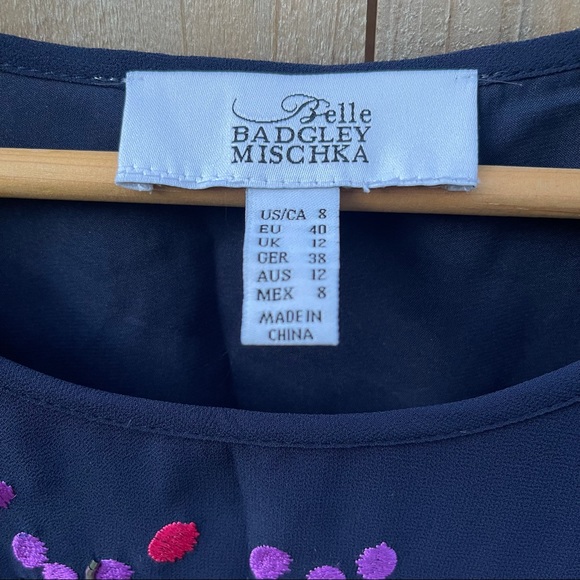 Belle
BADGLEY
MISCHKA
US/CA 8
EU 40
UK 12
GER 38
AUS 12
MEX 8
MADE IN
CHINA